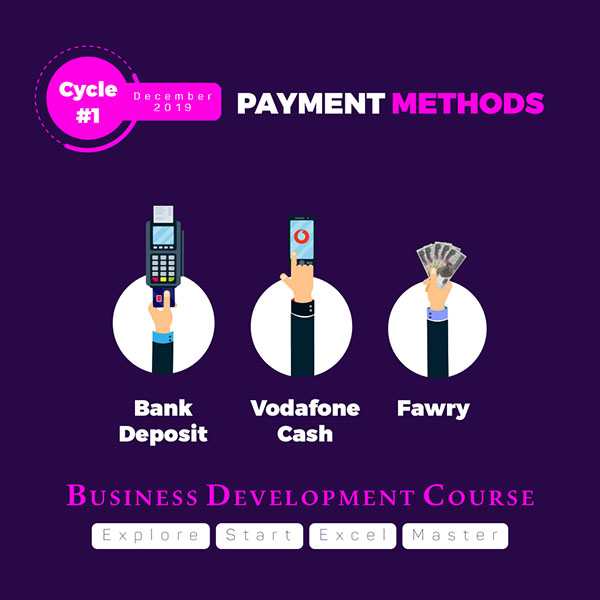 Cycle
#1
December
2019
PAYMENT METHODS
Bank
Deposit
Vodafone
Cash
Fawry
BUSINESS DEVELOPMENT COURSE
Explore Start Excel Master